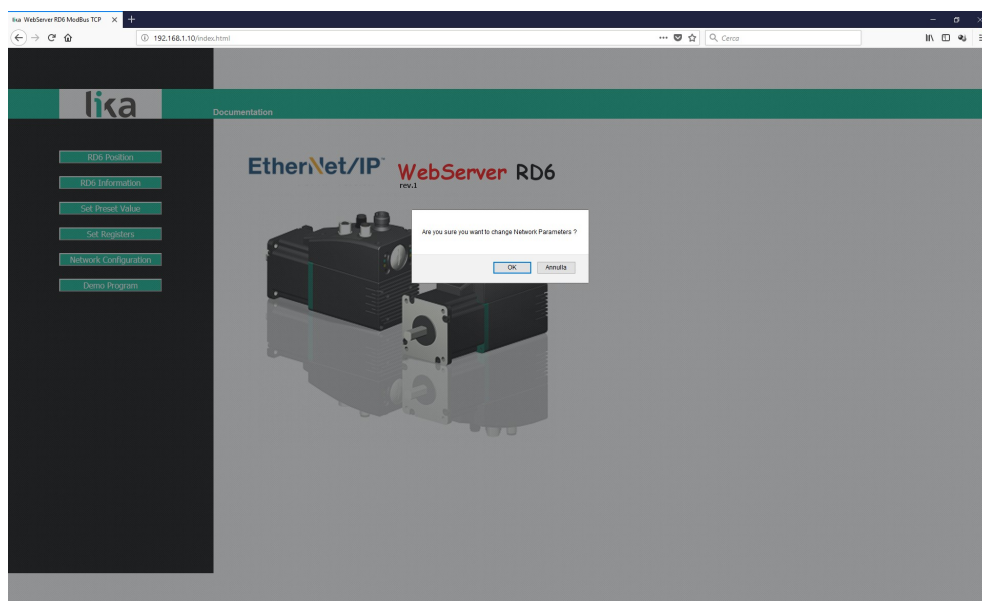 lika WebServer RD6 ModBus TCP
192.168.1.10/index.html
Cerca
lika
Documentation
RD6 Position
RD6 Information
Set Preset Value
Set Registers
Network Configuration
Demo Program
EtherNet/IP™
WebServer RD6
rev.1
Are you sure you want to change Network Parameters ?
OK
Annulla